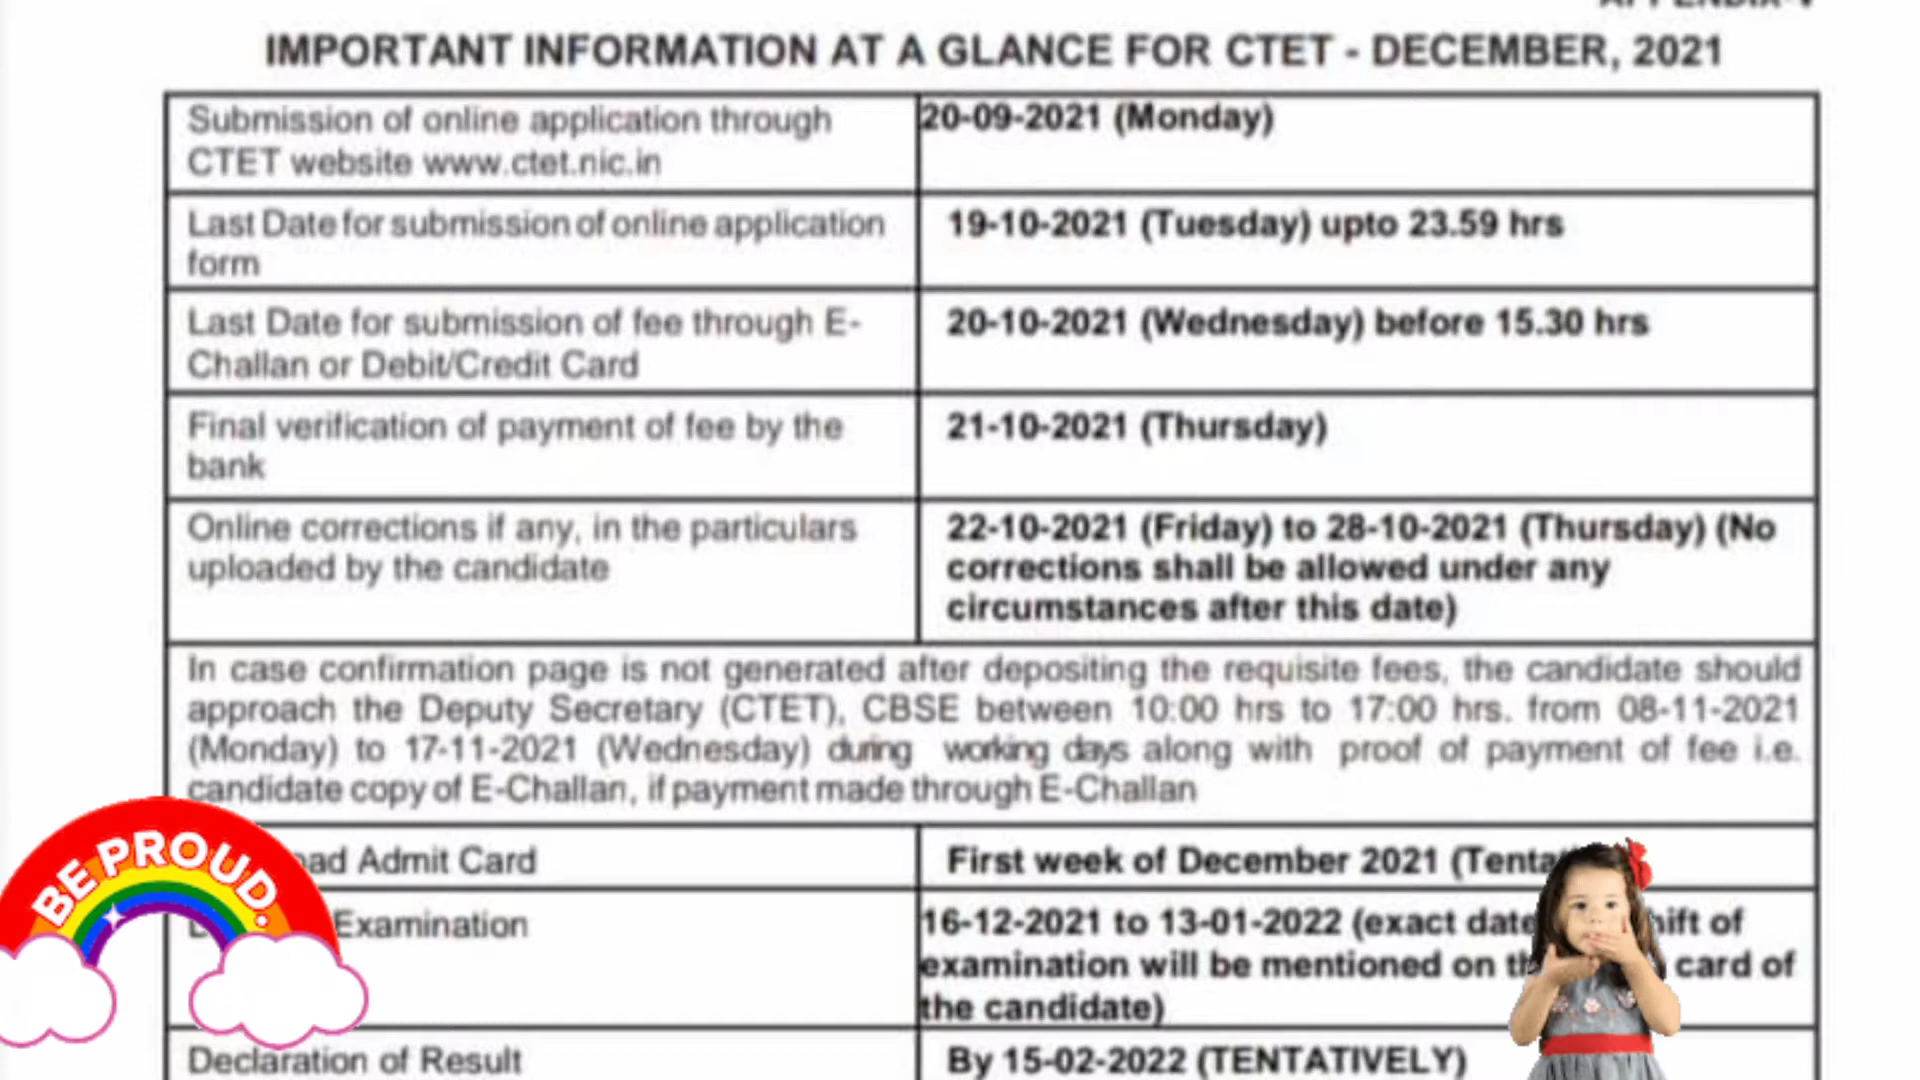 IMPORTANT INFORMATION AT A GLANCE FOR CTET - DECEMBER, 2021
Submission of online application through
CTET website www.ctet.nic.in
20-09-2021 (Monday)
Last Date for submission of online application
form
19-10-2021 (Tuesday) upto 23.59 hrs
Last Date for submission of fee through E-
Challan or Debit/Credit Card
20-10-2021 (Wednesday) before 15.30 hrs
Final verification of payment of fee by the
bank
21-10-2021 (Thursday)
Online corrections if any, in the particulars
uploaded by the candidate
22-10-2021 (Friday) to 28-10-2021 (Thursday) (No
corrections shall be allowed under any
circumstances after this date)
In case confirmation page is not generated after depositing the requisite fees, the candidate should
approach the Deputy Secretary (CTET), CBSE between 10:00 hrs to 17:00 hrs. from 08-11-2021
(Monday) to 17-11-2021 (Wednesday) during working days along with proof of payment of fee i.e.
candidate copy of E-Challan, if payment made through E-Challan
Admit Card
First week of December 2021
Examination
16-12-2021 to 13-01-2022 (exact date of
examination will be mentioned on card of
the candidate)
Declaration of Result
By 15-02-2022 (TENTATIVELY)
BE PROUD.